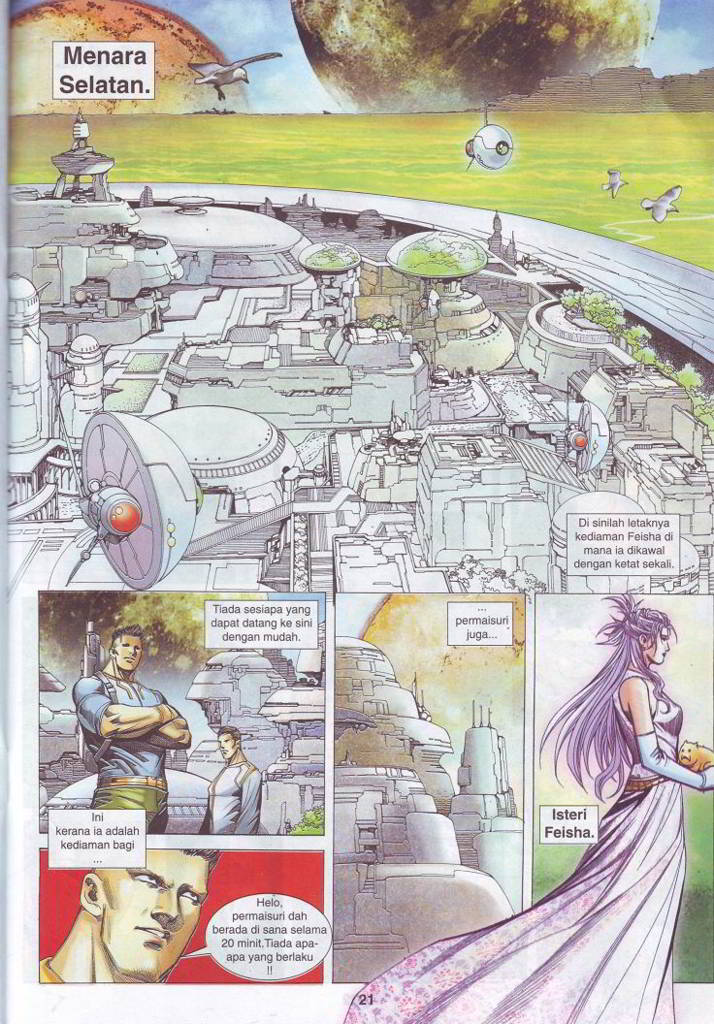 Menara
Selatan.
Di sinilah letaknya
kediaman Feisha di
mana ia dikawal
dengan ketat sekali.
Tiada sesiapa yang
dapat datang ke sini
dengan mudah.
Ini
kerana ia adalah
kediaman bagi
...
...
permaisuri
juga...
Isteri
Feisha.
Helo,
permaisuri dah
berada di sana selama
20 minit.Tiada apa-
apa yang berlaku
!!
21